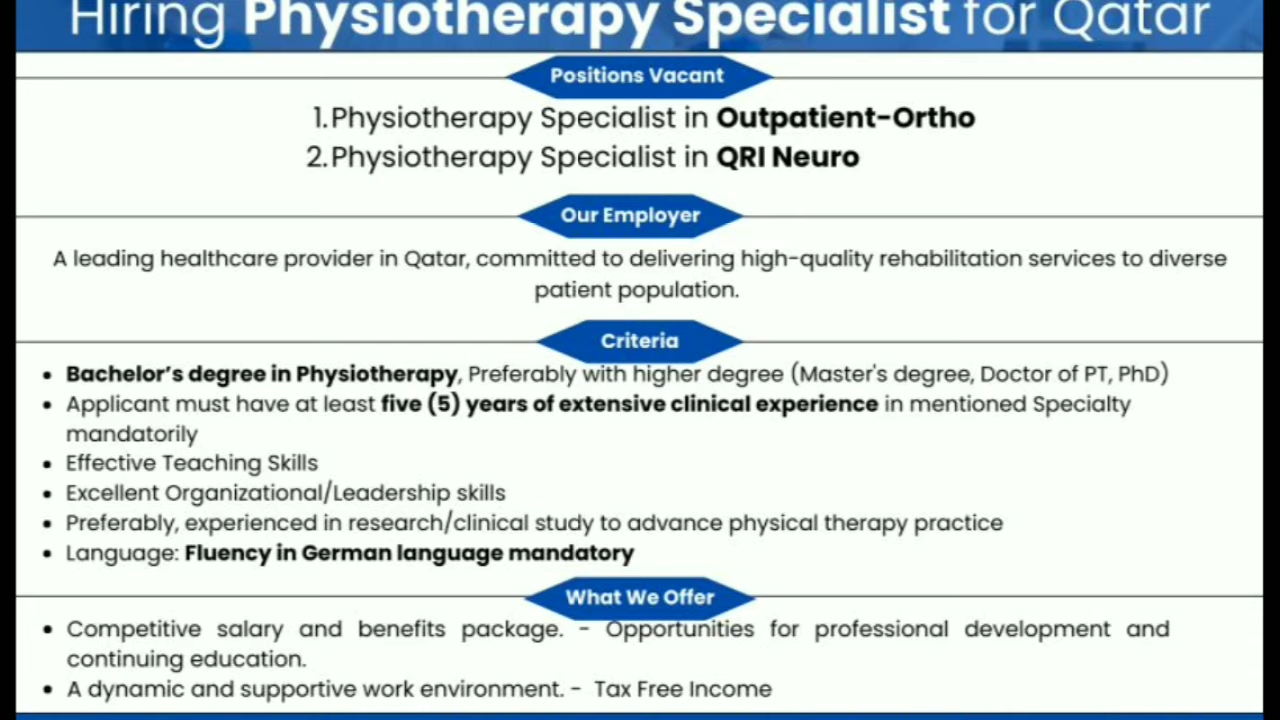 Hiring Physiotherapy Specialist for Qatar
Positions Vacant
1. Physiotherapy Specialist in Outpatient-Ortho
2. Physiotherapy Specialist in QRI Neuro
Our Employer
A leading healthcare provider in Qatar, committed to delivering high-quality rehabilitation services to diverse
patient population.
Criteria
• Bachelor's degree in Physiotherapy, Preferably with higher degree (Master's degree, Doctor of PT, PhD)
• Applicant must have at least five (5) years of extensive clinical experience in mentioned Specialty
mandatorily
• Effective Teaching Skills
• Excellent Organizational/Leadership skills
• Preferably, experienced in research/clinical study to advance physical therapy practice
• Language: Fluency in German language mandatory
What We Offer
• Competitive salary and benefits package. - Opportunities for professional development and
continuing education.
• A dynamic and supportive work environment. - Tax Free Income